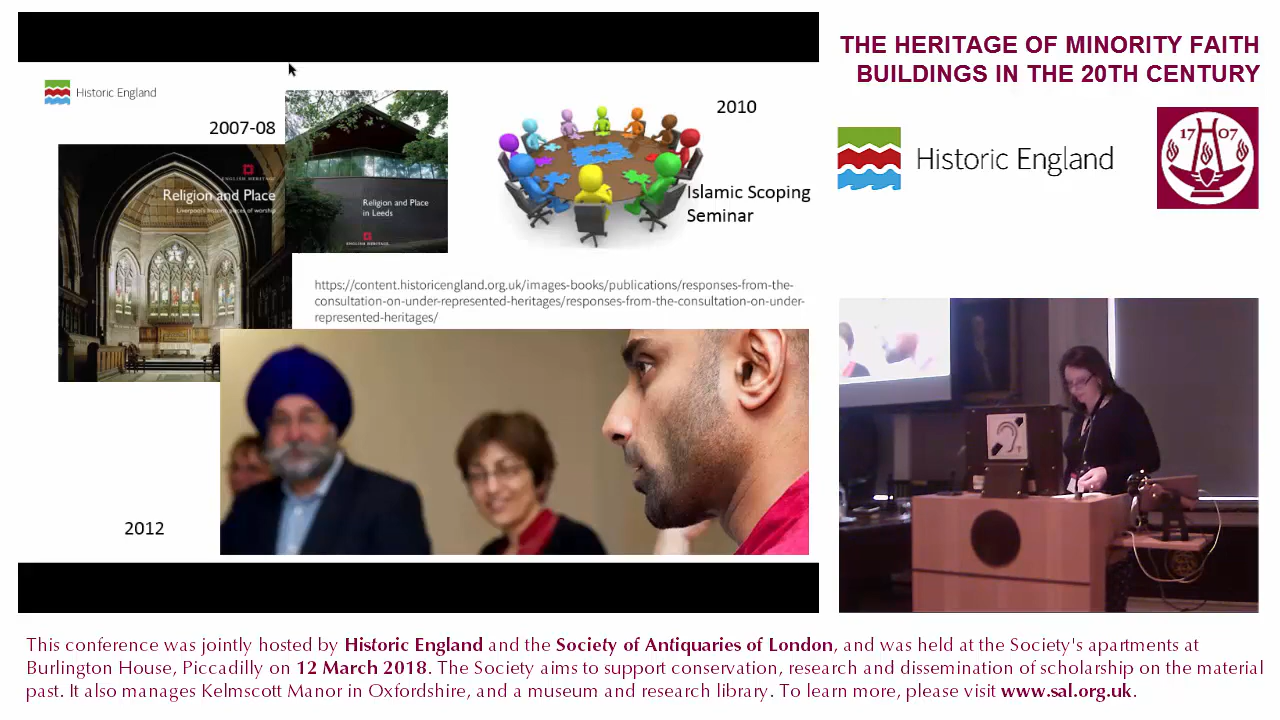 THE HERITAGE OF MINORITY FAITH
BUILDINGS IN THE 20TH CENTURY
Historic England
2007-08
2010
ENGLISH HERITAGE
Religion and Place
Liverpool's historic places of worship
Religion and Place
in Leeds
ENGLISH HERITAGE
Islamic Scoping
Seminar
https://content.historicengland.org.uk/images-books/publications/responses-from-the-
consultation-on-under-represented-heritages/responses-from-the-consultation-on-under-
represented-heritages/
2012
Historic England
17 07
T
This conference was jointly hosted by Historic England and the Society of Antiquaries of London, and was held at the Society's apartments at
Burlington House, Piccadilly on 12 March 2018. The Society aims to support conservation, research and dissemination of scholarship on the material
past. It also manages Kelmscott Manor in Oxfordshire, and a museum and research library. To learn more, please visit www.sal.org.uk.